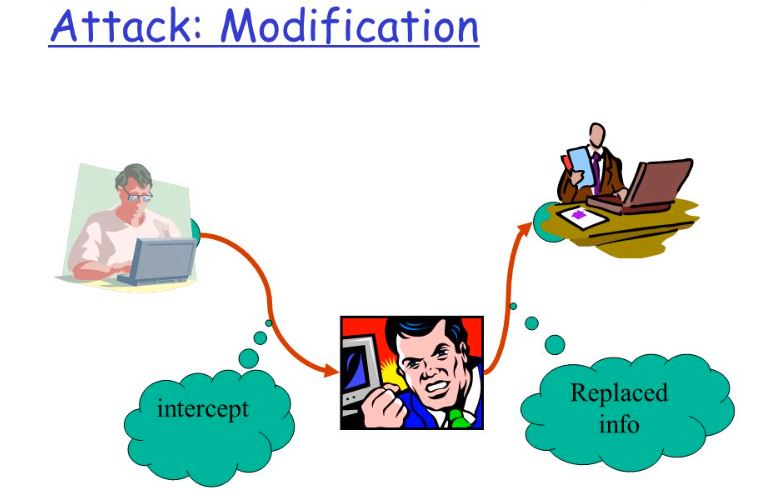 Attack: Modification
intercept
Replaced
info